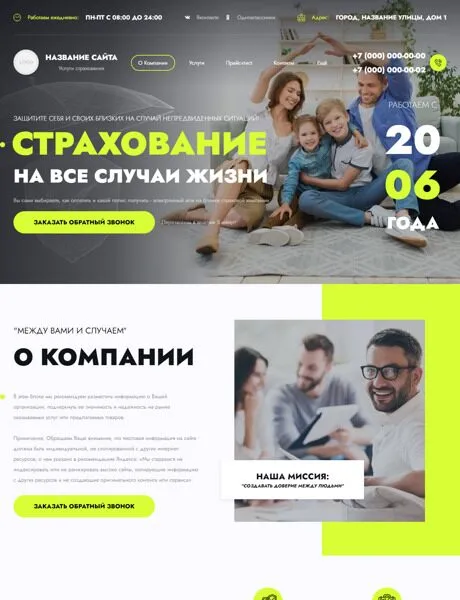 Работаем ежедневно: ПН-ПТ С 08:00 ДО 24:00
Вконтакте
Одноклассники
Адрес: ГОРОД, НАЗВАНИЕ УЛИЦЫ, ДОМ 1
НАЗВАНИЕ САЙТА
Услуги страхования
О Компании
Услуги
Прайс-лист
Контакты
Ещё
+7 (000) 000-00-00
+7 (000) 000-00-02
ЗАЩИТИТЕ СЕБЯ И СВОИХ БЛИЗКИХ НА СЛУЧАЙ НЕПРЕДВИДЕННЫХ СИТУАЦИЙ!
СТРАХОВАНИЕ
НА ВСЕ СЛУЧАИ ЖИЗНИ
Вы сами выбираете, как оплатить и какой полис получить - электронный или на бланке страховой компании
ЗАКАЗАТЬ ОБРАТНЫЙ ЗВОНОК
Перезвоним в течение 5 минут!
РАБОТАЕМ С
20
06
ГОДА
"МЕЖДУ ВАМИ И СЛУЧАЕМ"
О КОМПАНИИ
В этом блоке мы рекомендуем разместить информацию о Вашей
организации, подчеркнуть ее значимость и надежность на рынке
оказываемых услуг или предлагаемых товаров.
Примечание: Обращаем Ваше внимание, что текстовая информация на сайте
должна быть индивидуальной, не скопированной с других интернет-
ресурсов, о чем указано в рекомендациях Яндекса: «Мы стараемся не
индексировать или не ранжировать высоко сайты, копирующие информацию
с других ресурсов и не создающие оригинального контента или сервиса»
ЗАКАЗАТЬ ОБРАТНЫЙ ЗВОНОК
НАША МИССИЯ:
"СОЗДАВАТЬ ДОВЕРИЕ МЕЖДУ ЛЮДЬМИ"